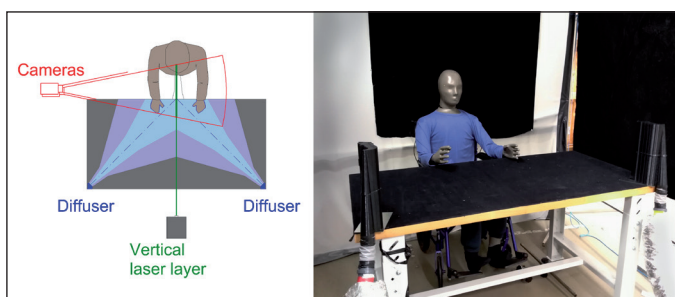 Cameras
Diffuser
Diffuser
Vertical
laser layer